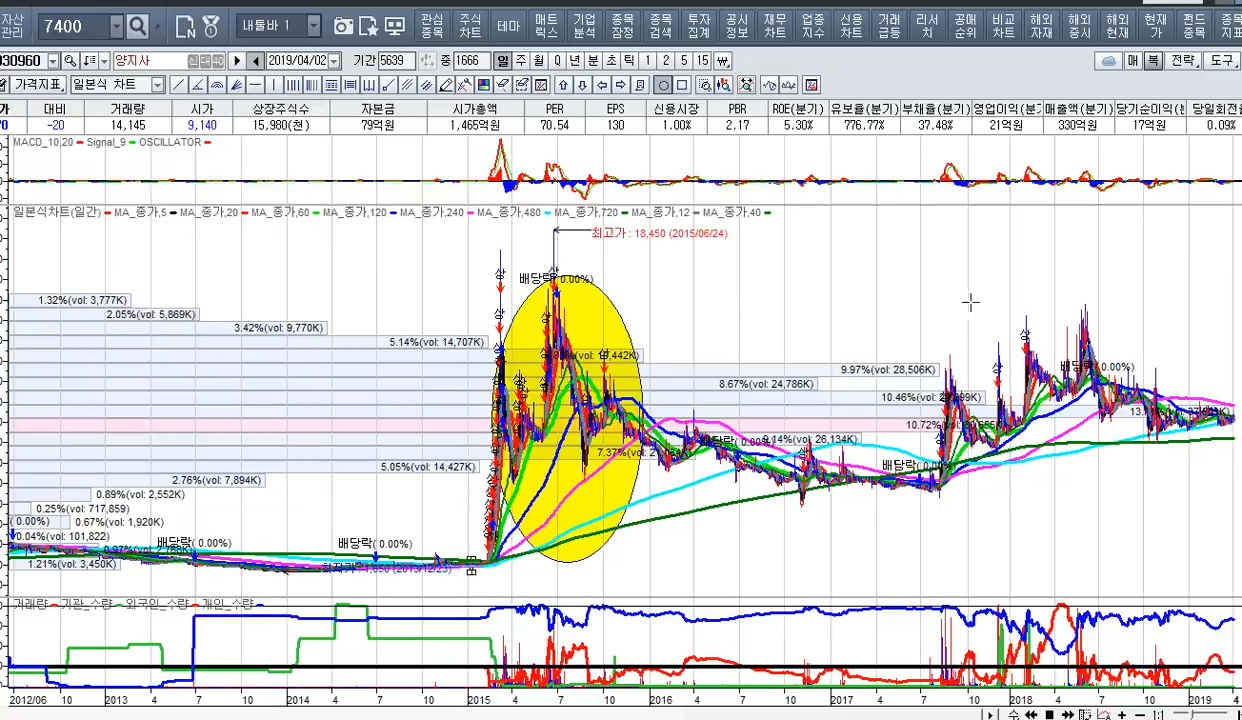 자산 관리 7400 내툴바 1 관심 종목 주식 차트 테마 매트 릭스 기업 분석 종목 잠정 종목 검색 투자 집계 공시 정보 재무 차트 업종 지수 신용 차트 거래 급등 리서 치 공매 순위 비교 차트 해외 자재 해외 증시 해외 현재 현재 가 펀드 종목
030960 양지사 신 대 40 2019/04/02 기간 5639 중 1666 일 주 월 Q 년 분 초 틱 1 2 5 15 매 복 전략 도구
가격지표 일본식 차트
대비 거래량 시가 상장주식수 자본금 시가총액 PER EPS 신용시장 PBR ROE(분기) 유보율(분기) 부채율(분기) 영업이익(분기 매출액(분기) 당기순이익(분 당일회전
-20 14,145 9,140 15,980(천) 79억원 1,465억원 70.54 130 1.00% 2.17 5.30% 776.77% 37.48% 21억원 330억원 17억원 0.09%
MACD_10,20 Signal_9 OSCILLATOR
일본식차트(일간) MA_종가,5 MA_종가,20 MA_종가,60 MA_종가,120 MA_종가,240 MA_종가,480 MA_종가,720 MA_종가,12 MA_종가,40
최고가 : 18,450 (2015/06/24)
배당락(0.00%)
1.32%(vol: 3,777K)
2.05%(vol: 5,869K)
3.42%(vol: 9,770K)
5.14%(vol: 14,707K)
9.97%(vol: 28,506K)
배당락(0.00%)
8.67%(vol: 24,786K)
10.46%(vol:
10.72%(vol:
9.14%(vol: 26,134K)
배당락(0.00%)
7.37%(vol:
5.05%(vol: 14,427K)
배당락(0.00%)
2.76%(vol: 7,894K)
0.89%(vol: 2,552K)
0.25%(vol: 717,859)
(0.00%) 0.67%(vol: 1,920K)
0.04%(vol: 101,822)
배당락(0.00%) 배당락(0.00%)
1.21%(vol: 3,450K)
거래량 기관_수량 외국인_수량 개인_수량
2012/06 10 2013 4 7 10 2014 4 7 10 2015 4 7 10 2016 4 7 10 2017 4 7 10 2018 4 7 10 2019 4
수 1:1